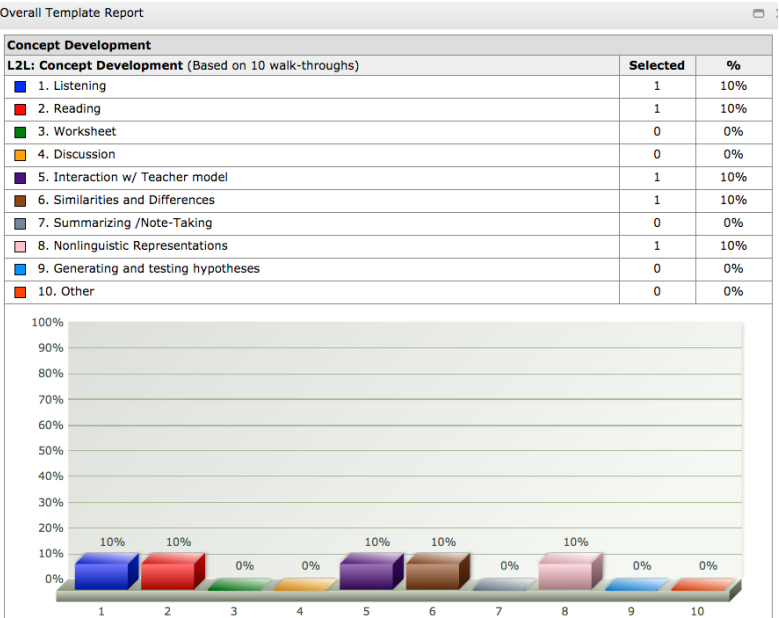 Overall Template Report
Concept Development
L2L: Concept Development (Based on 10 walk-throughs) Selected %
1. Listening 1 10%
2. Reading 1 10%
3. Worksheet 0 0%
4. Discussion 0 0%
5. Interaction w/ Teacher model 1 10%
6. Similarities and Differences 1 10%
7. Summarizing /Note-Taking 0 0%
8. Nonlinguistic Representations 1 10%
9. Generating and testing hypotheses 0 0%
10. Other 0 0%
100%
90%
80%
70%
60%
50%
40%
30%
20%
10%
0%
10% 10% 0% 0% 10% 10% 0% 10% 0% 0%
1 2 3 4 5 6 7 8 9 10